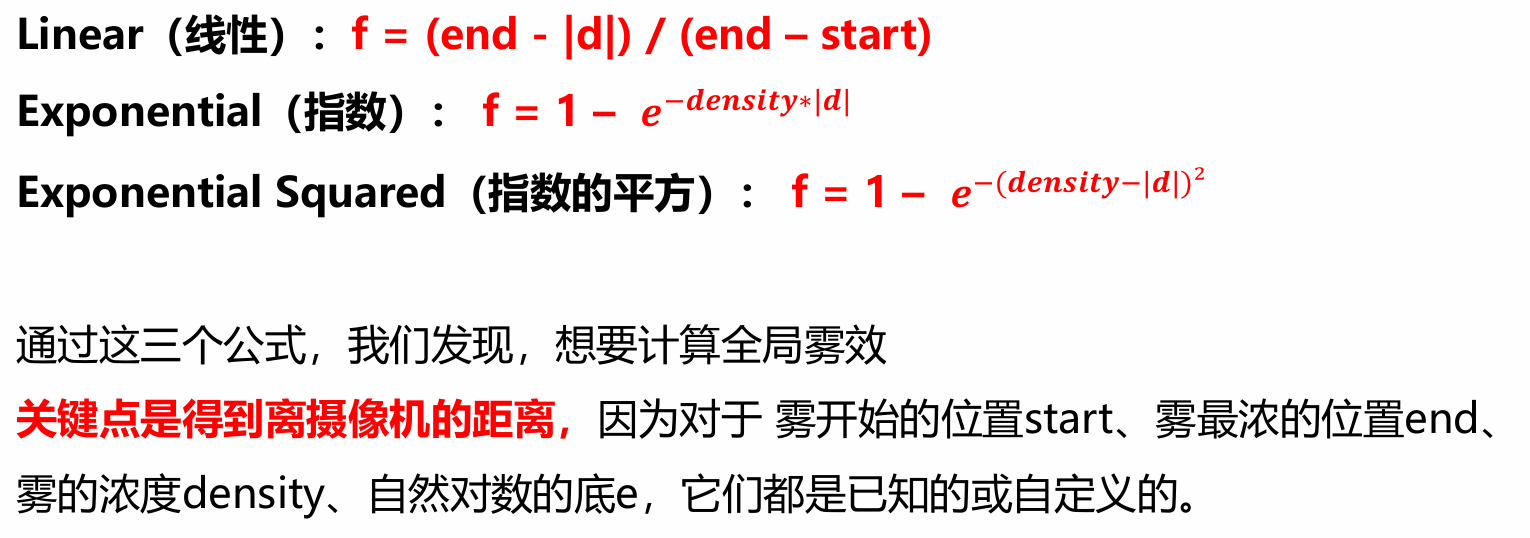 Linear（线性）: f = (end - |d|) / (end – start)
Exponential（指数）: f = 1 – e^{-density*|d|}
Exponential Squared（指数的平方）: f = 1 – e^{-(density-|d|)^2}
通过这三个公式，我们发现，想要计算全局雾效
关键点是得到离摄像机的距离，因为对于 雾开始的位置start、雾最浓的位置end、
雾的浓度density、自然对数的底e，它们都是已知的或自定义的。